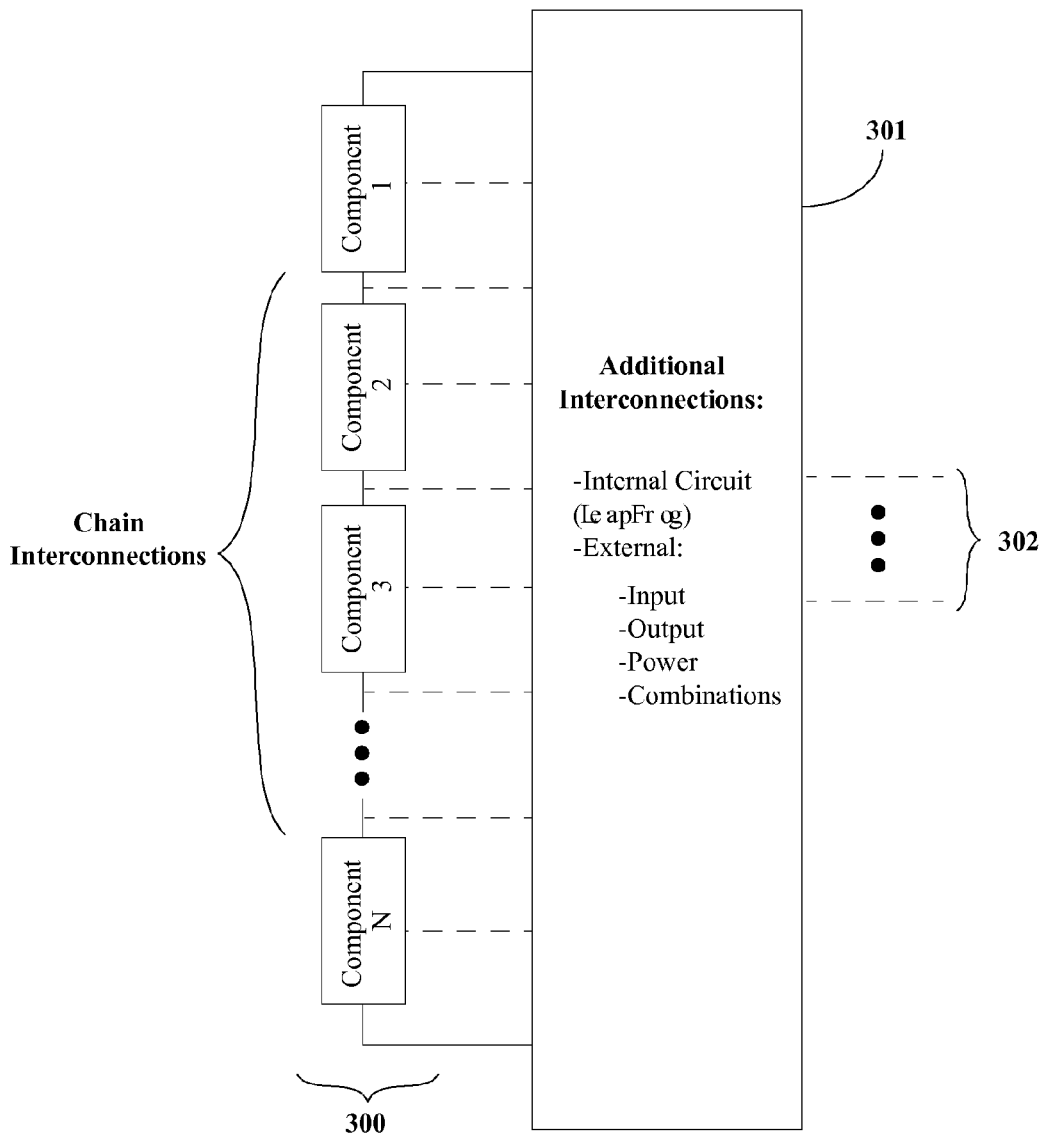 301
Component
1
Component
2
Additional
Interconnections:
-Internal Circuit
(LeapFrog)
-External:
-Input
-Output
-Power
-Combinations
Chain
Interconnections
302
Component
3
Component
N
300